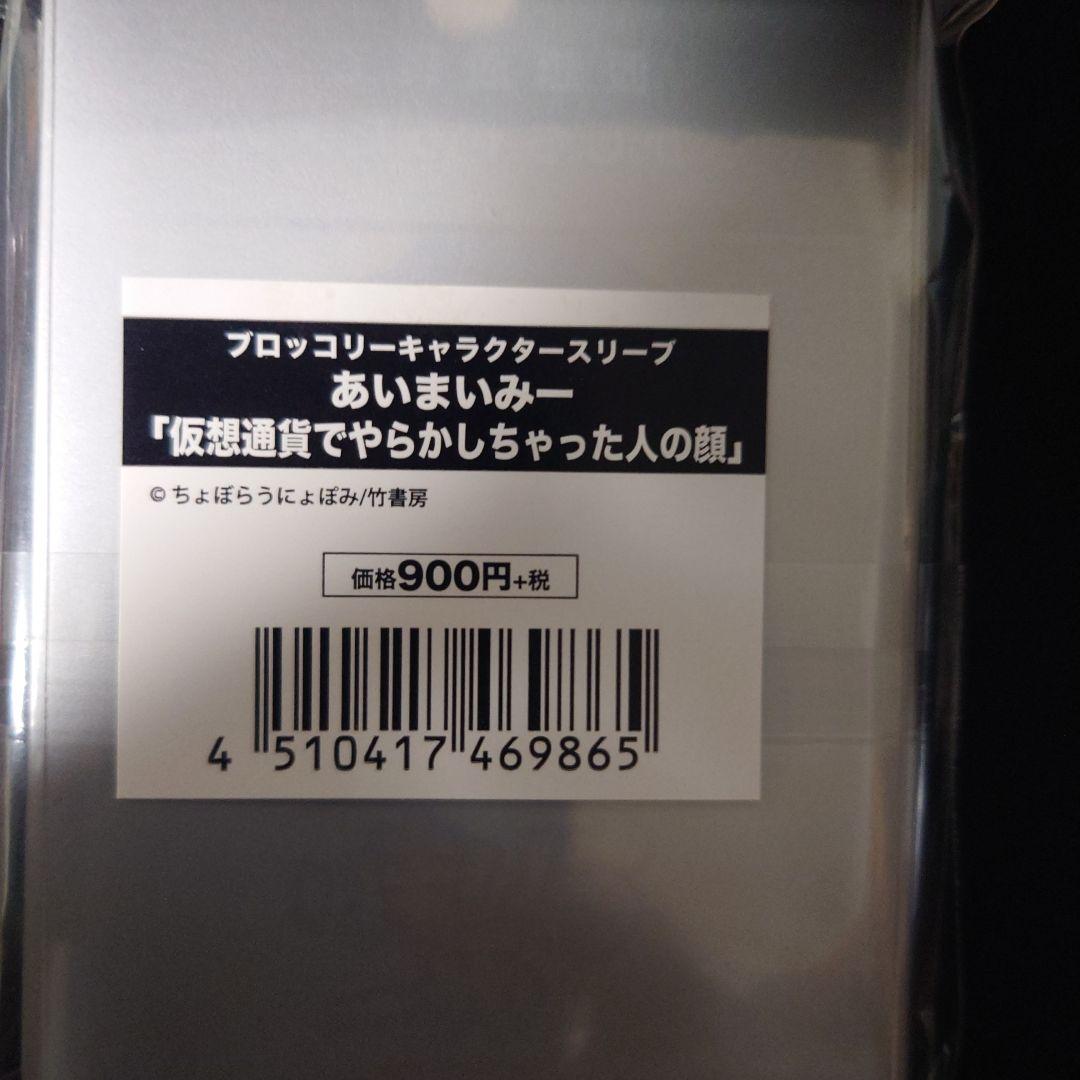 ブロッコリーキャラクタースリーブ
あいまいみー
「仮想通貨でやらかしちゃった人の顔」
© ちょぼらうにょぽみ/竹書房
価格900円+税
4 510417 469865